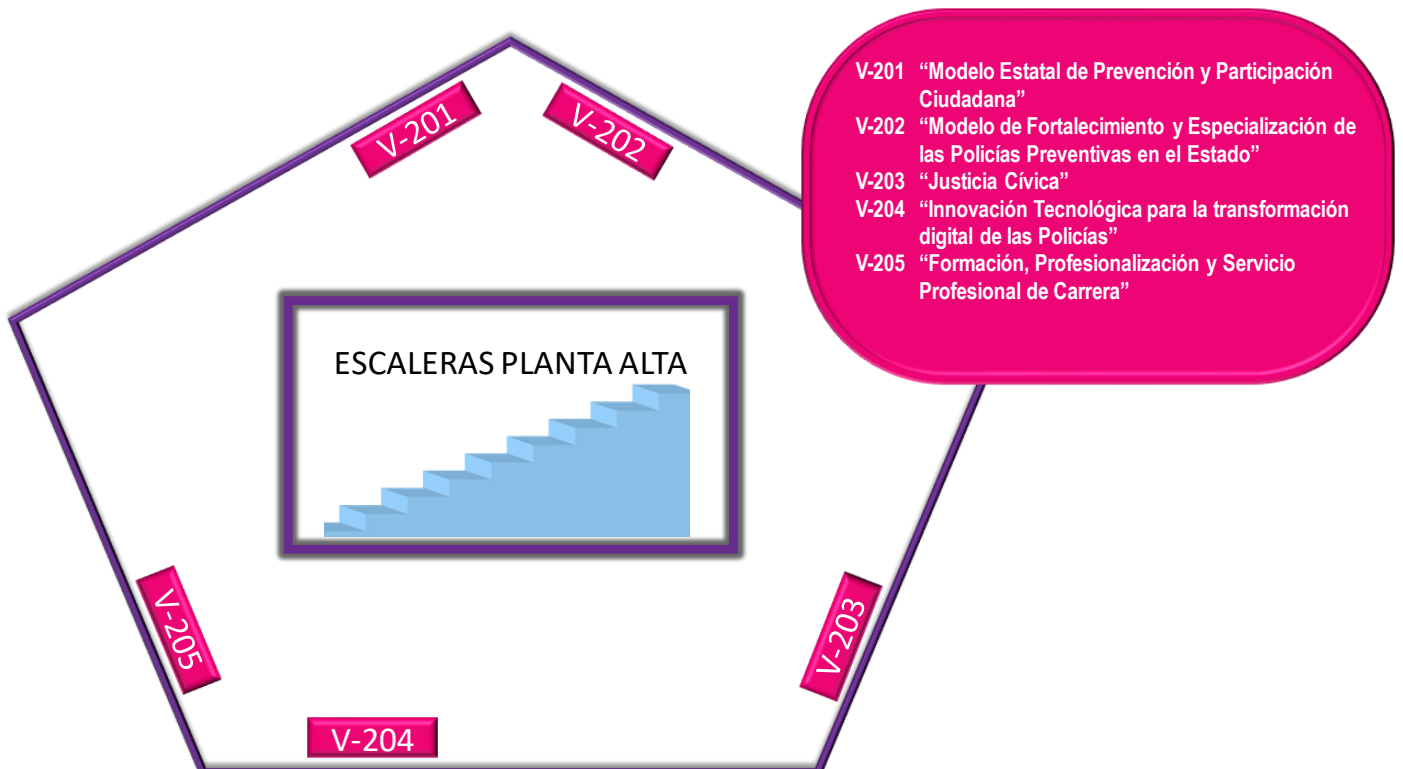 V-201 “Modelo Estatal de Prevención y Participación
Ciudadana”
V-202 “Modelo de Fortalecimiento y Especialización de
las Policías Preventivas en el Estado”
V-203 “Justicia Cívica”
V-204 “Innovación Tecnológica para la transformación
digital de las Policías”
V-205 “Formación, Profesionalización y Servicio
Profesional de Carrera”
V-201
V-202
ESCALERAS PLANTA ALTA
V-205
V-203
V-204